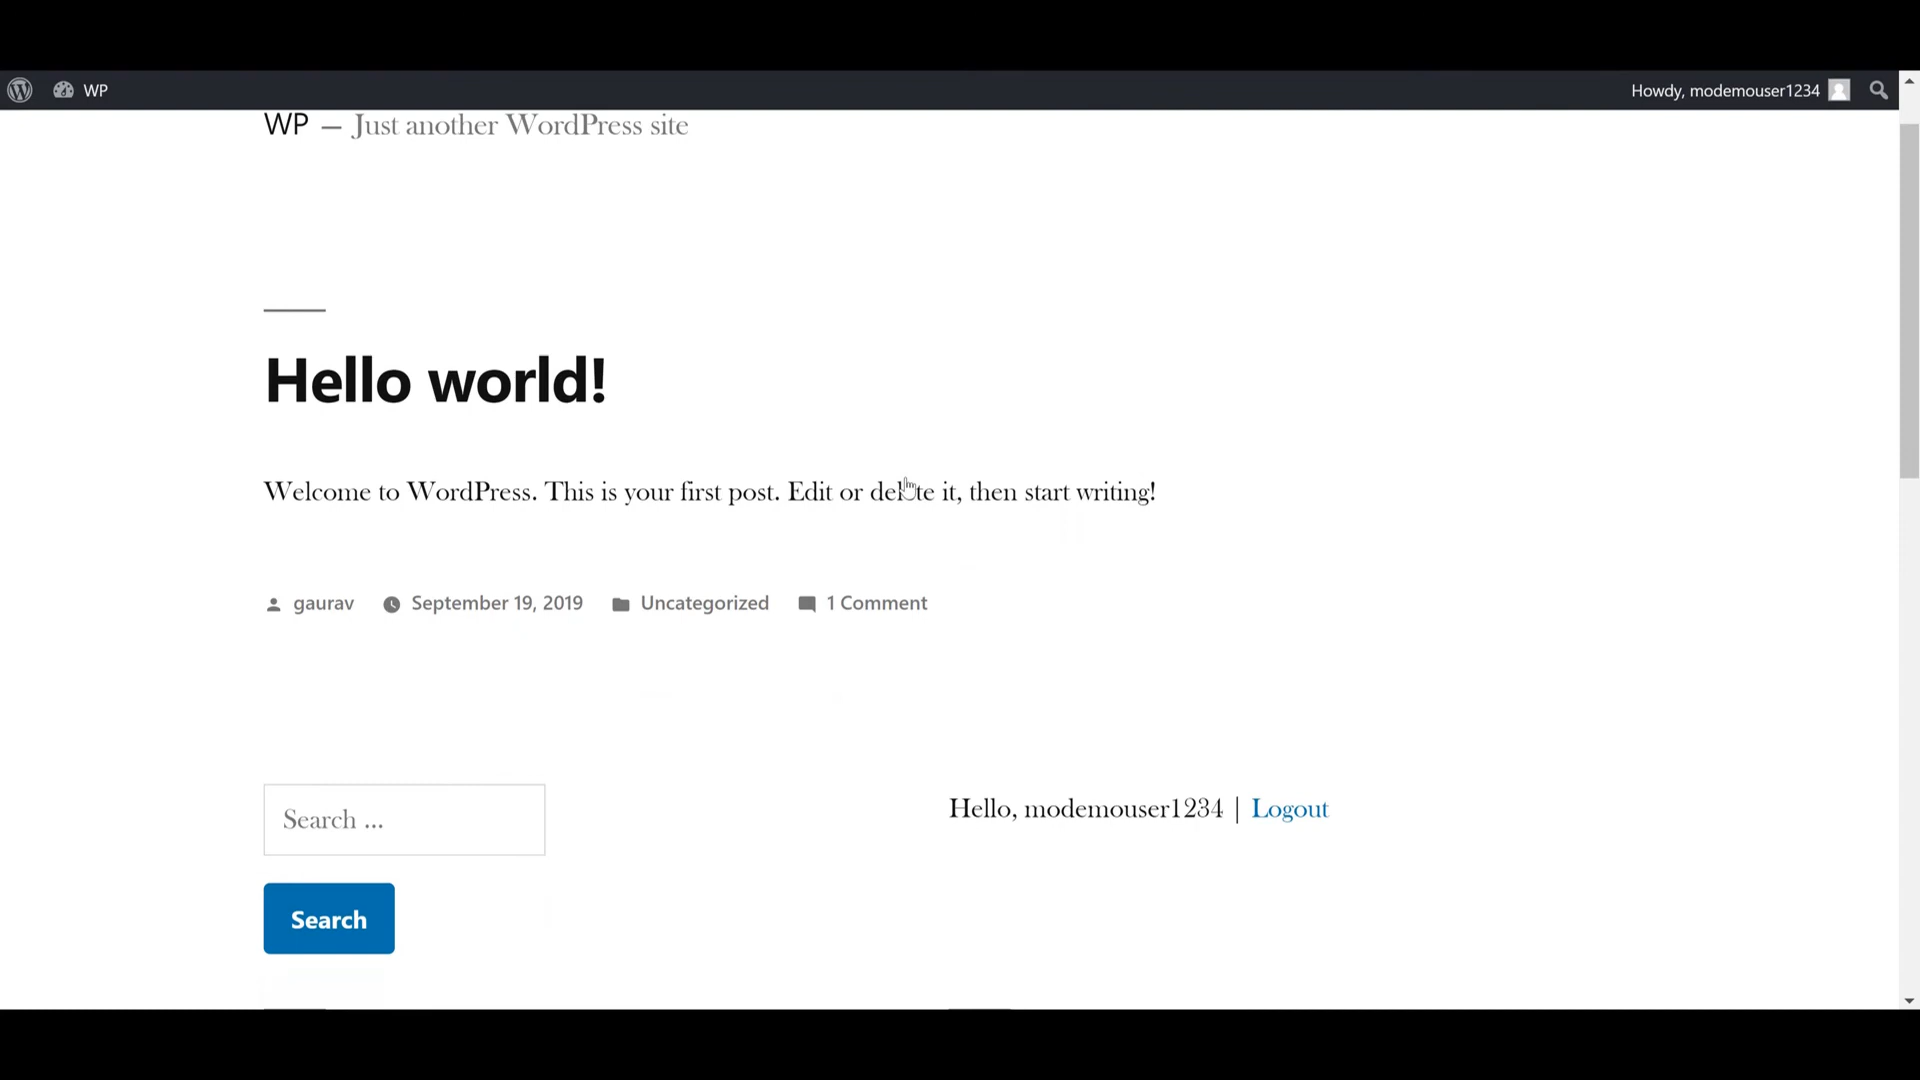 WP
Howdy, modemouser1234
WP — Just another WordPress site
Hello world!
Welcome to WordPress. This is your first post. Edit or delete it, then start writing!
gaurav September 19, 2019 Uncategorized 1 Comment
Search ...
Hello, modemouser1234 | Logout
Search